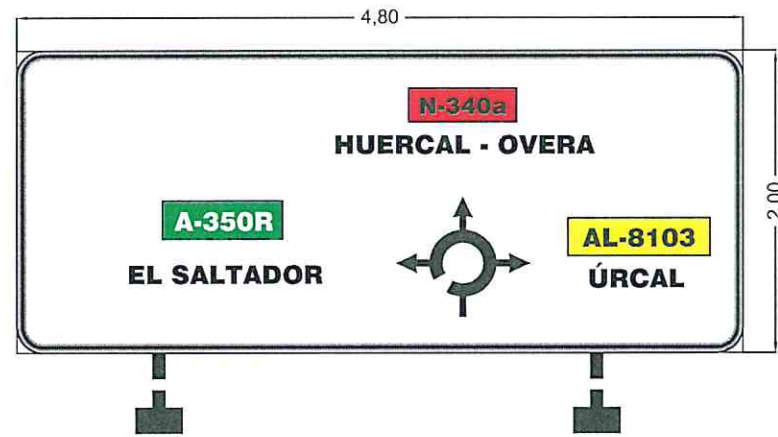 4,80
N-340a
HUERCAL - OVERA
2,00
A-350R
EL SALTADOR
AL-8103
ÚRCAL